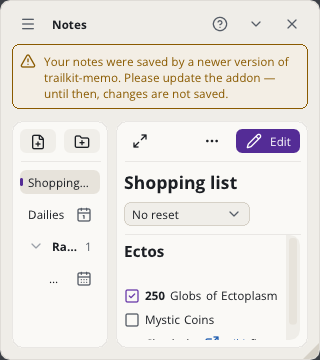 Notes
Your notes were saved by a newer version of
trailkit-memo. Please update the addon —
until then, changes are not saved.
Edit
Shopping...
Dailies
1
Ra... 1
...
Shopping list
No reset
Ectos
250 Globs of Ectoplasm
Mystic Coins